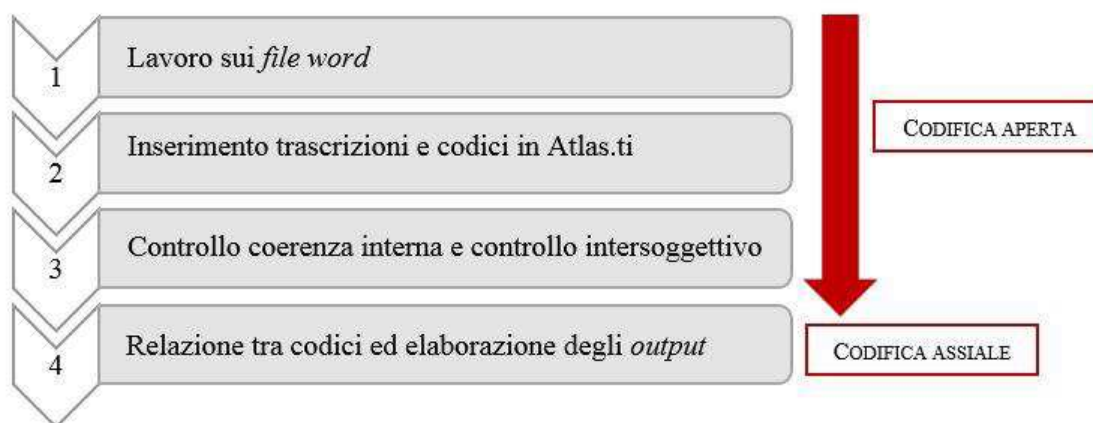 1
Lavoro sui file word
CODIFICA APERTA
2
Inserimento trascrizioni e codici in Atlas.ti
3
Controllo coerenza interna e controllo intersoggettivo
4
Relazione tra codici ed elaborazione degli output
CODIFICA ASSIALE